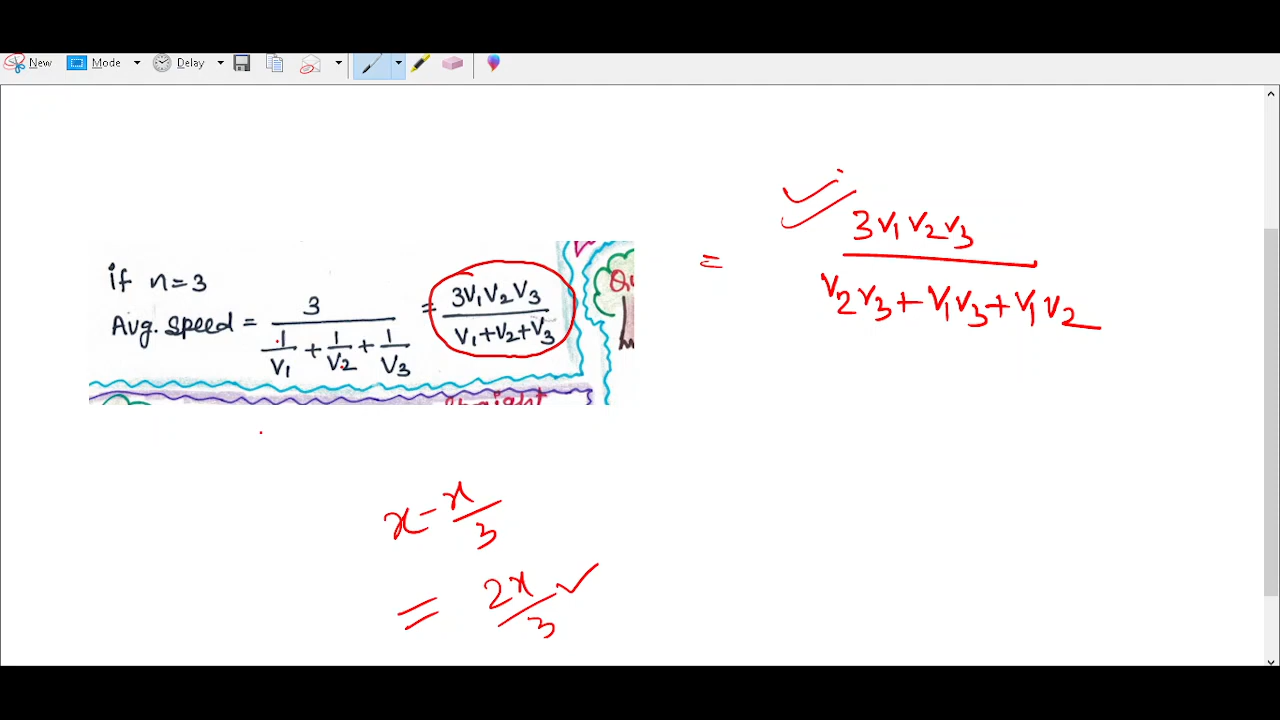 New Mode Delay
if n=3
Avg. speed = 3 / (1/V1 + 1/V2 + 1/V3) = 3V1V2V3 / (V1+V2+V3)
= 3V1V2V3 / (V2V3+V1V3+V1V2)
x - x/3
= 2x/3